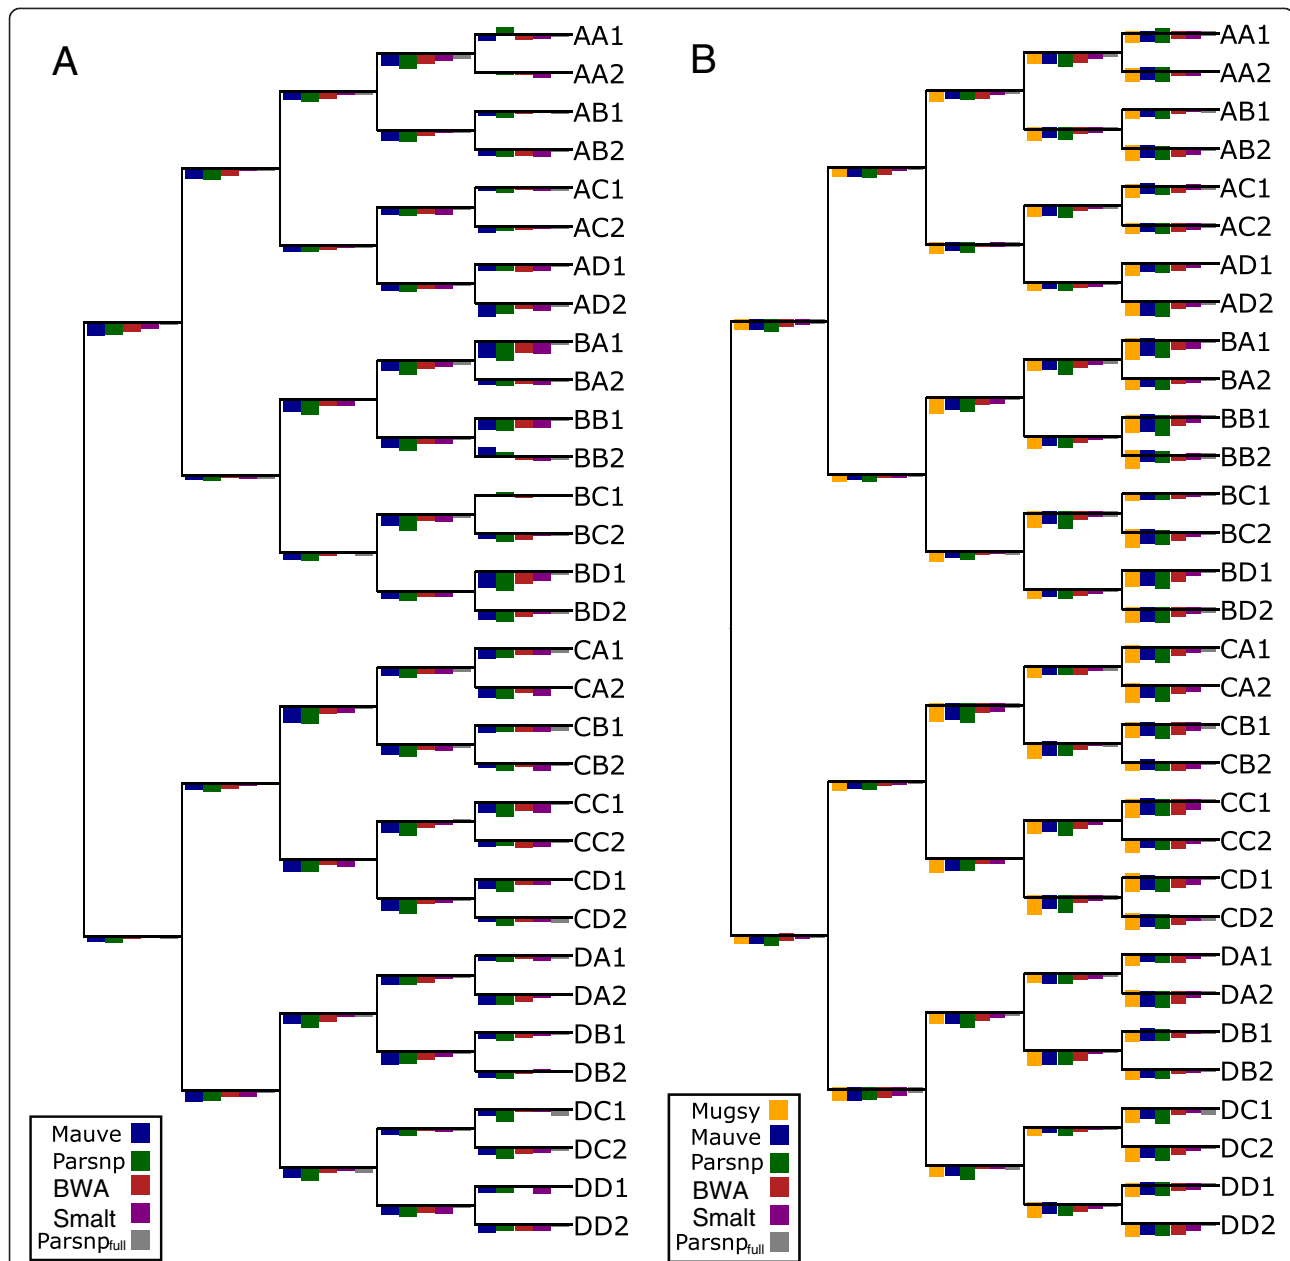 A
AA1
AA2
AB1
AB2
AC1
AC2
AD1
AD2
BA1
BA2
BB1
BB2
BC1
BC2
BD1
BD2
CA1
CA2
CB1
CB2
CC1
CC2
CD1
CD2
DA1
DA2
DB1
DB2
DC1
DC2
DD1
DD2
Mauve
Parsnp
BWA
Smalt
Parsnpfull
B
AA1
AA2
AB1
AB2
AC1
AC2
AD1
AD2
BA1
BA2
BB1
BB2
BC1
BC2
BD1
BD2
CA1
CA2
CB1
CB2
CC1
CC2
CD1
CD2
DA1
DA2
DB1
DB2
DC1
DC2
DD1
DD2
Mugsy
Mauve
Parsnp
BWA
Smalt
Parsnpfull